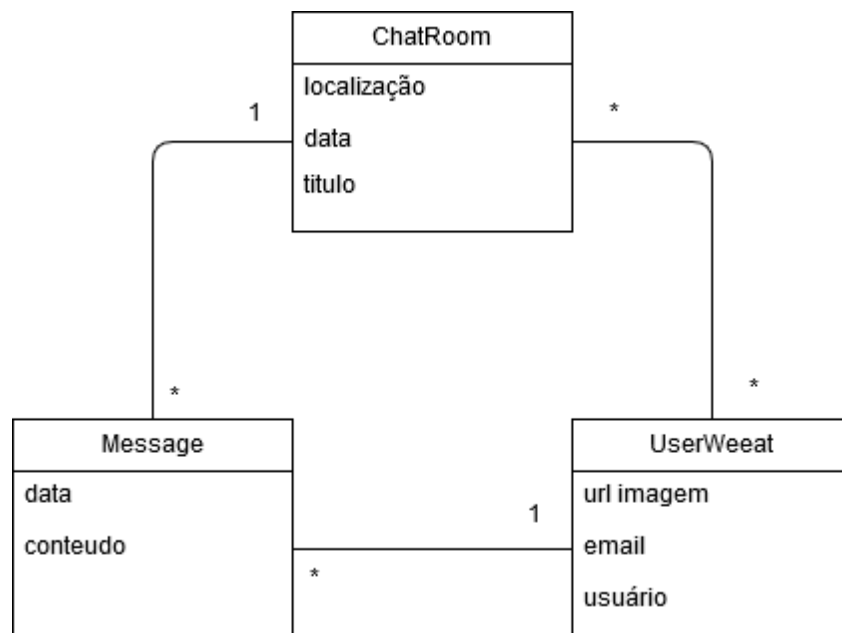 ChatRoom
localização
data
titulo
1
*
*
*
Message
data
conteudo
*
1
UserWeeat
url imagem
email
usuário